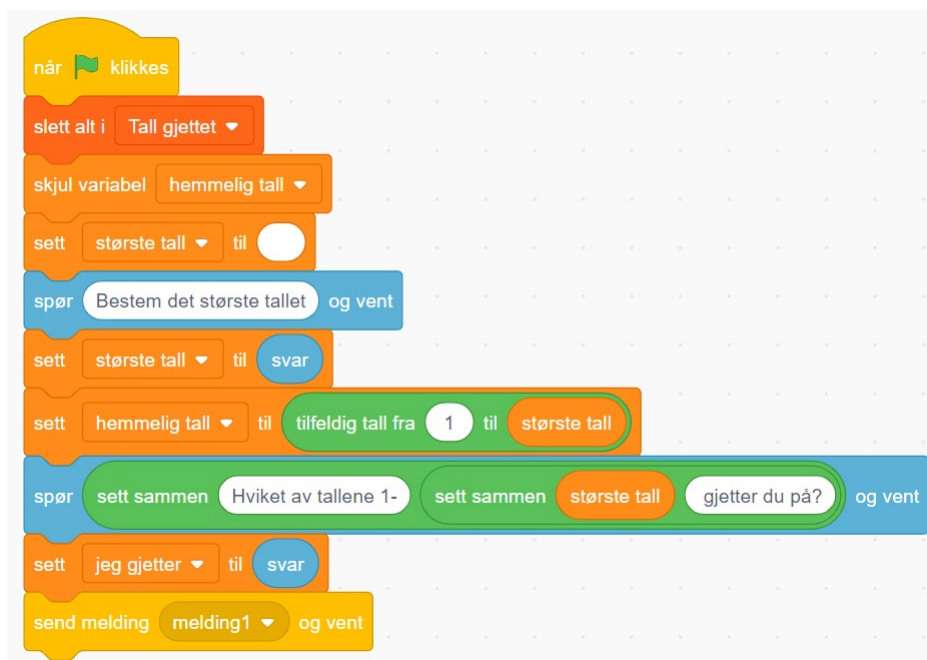 når klikkes
slett alt i Tall gjettet
skjul variabel hemmelig tall
sett største tall til
spør Bestem det største tallet og vent
sett største tall til svar
sett hemmelig tall til tilfeldig tall fra 1 til største tall
spør sett sammen Hviket av tallene 1- sett sammen største tall gjetter du på? og vent
sett jeg gjetter til svar
send melding melding1 og vent